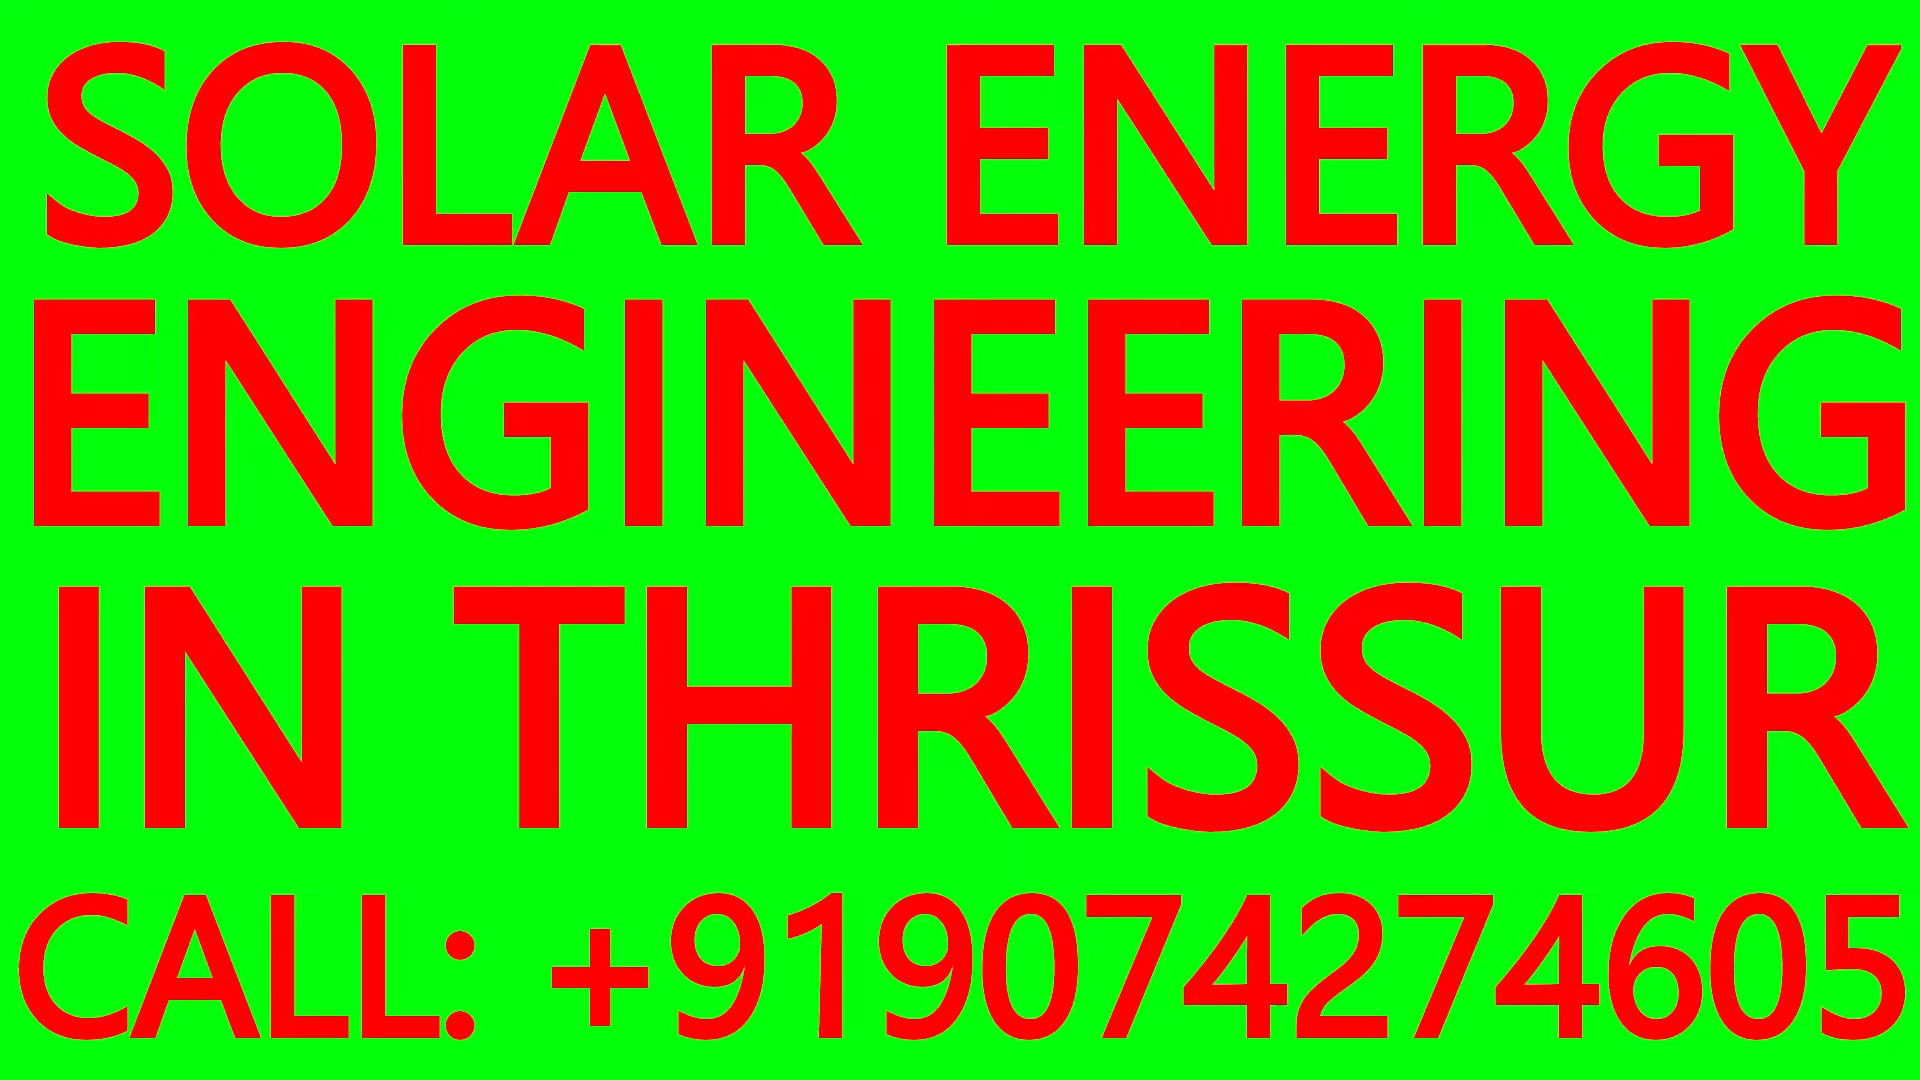 SOLAR ENERGY
ENGINEERING
IN THRISSUR
CALL: +919074274605